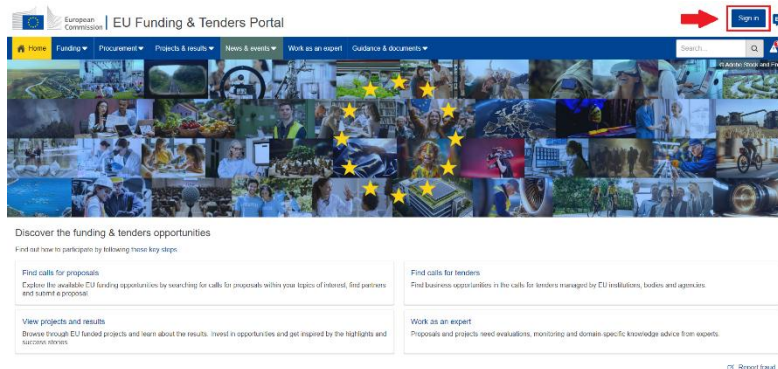 European
Commission
EU Funding & Tenders Portal
Sign in
Home Funding Procurement Projects & results News & events Work as an expert Guidance & documents Search...
Discover the funding & tenders opportunities
Find out how to participate by following these key steps.
Find calls for proposals
Explore the available EU funding opportunities by searching for calls for proposals within your topics of interest, find partners
and submit a proposal
Find calls for tenders
Find business opportunities in the calls for tenders managed by EU institutions, bodies and agencies
View projects and results
Browse through EU funded projects and learn about the results. Invest in opportunities and get inspired by the highlights and
success stories.
Work as an expert
Proposals and projects need evaluations, monitoring and domain-specific knowledge advice from experts.
Report fraud